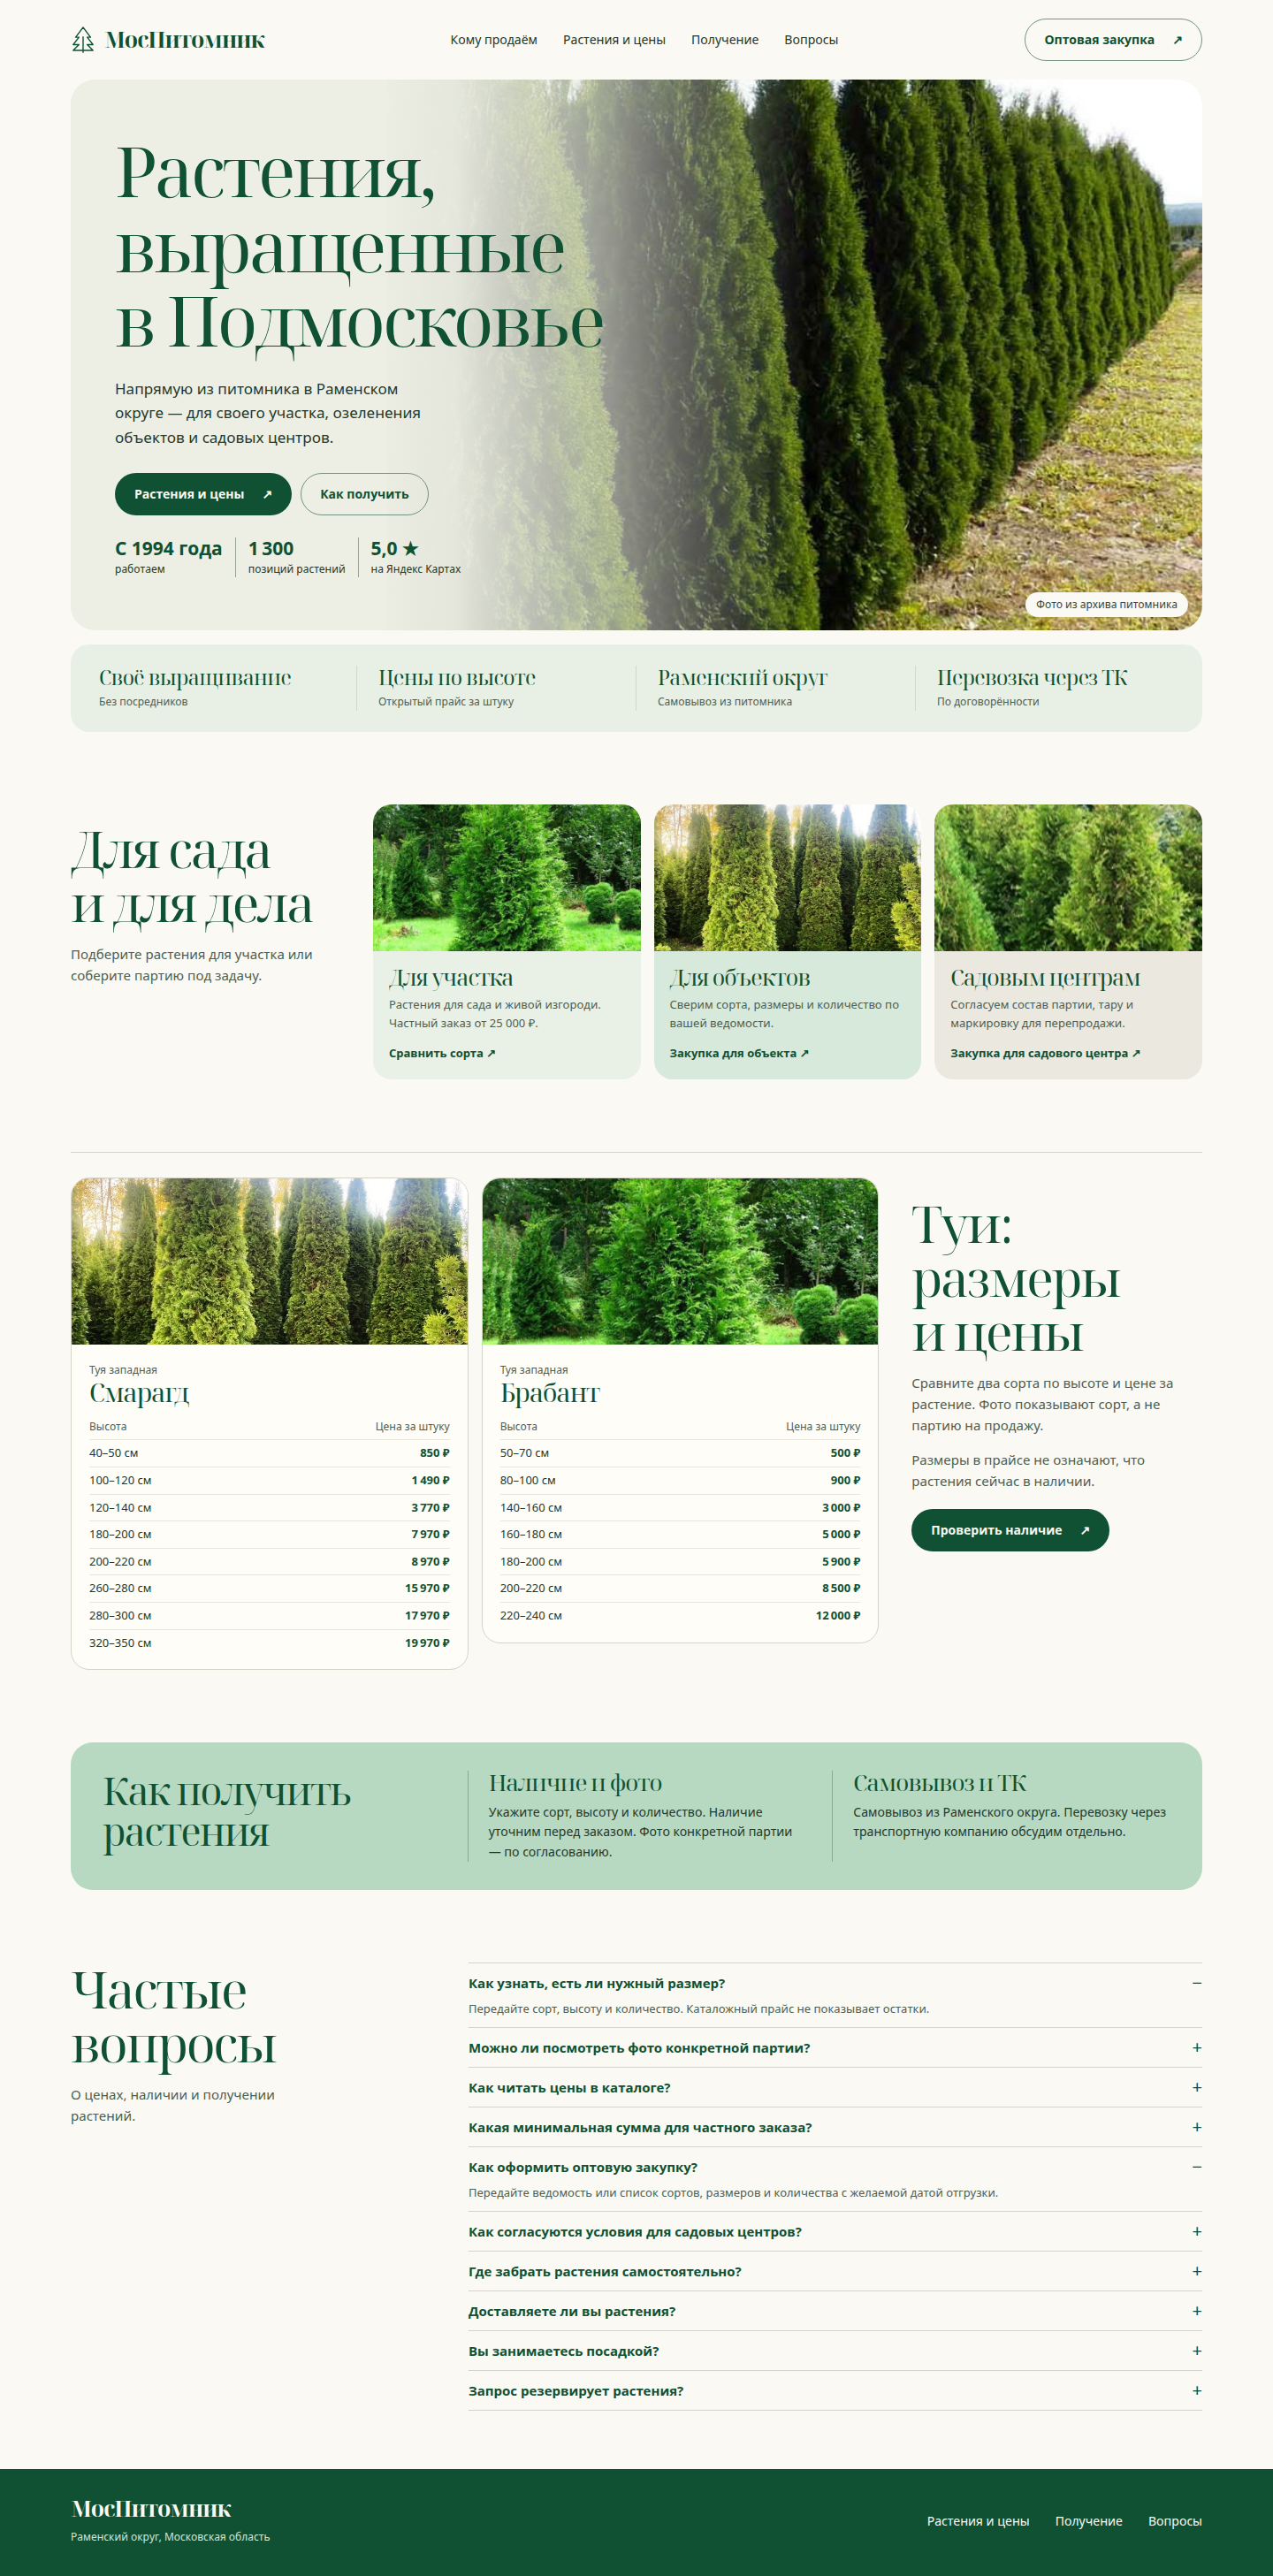 МосПитомник
Кому продаём
Растения и цены
Получение
Вопросы
Оптовая закупка ↗
Растения,
выращенные
в Подмосковье
Напрямую из питомника в Раменском
округе — для своего участка, озеленения
объектов и садовых центров.
Растения и цены ↗
Как получить
С 1994 года
работаем
1 300
позиций растений
5,0 ★
на Яндекс Картах
Фото из архива питомника
Своё выращивание
Без посредников
Цены по высоте
Открытый прайс за штуку
Раменский округ
Самовывоз из питомника
Перевозка через ТК
По договорённости
Для сада
и для дела
Подберите растения для участка или
соберите партию под задачу.
Для участка
Растения для сада и живой изгороди.
Частный заказ от 25 000 ₽.
Сравнить сорта ↗
Для объектов
Сверим сорта, размеры и количество по
вашей ведомости.
Закупка для объекта ↗
Садовым центрам
Согласуем состав партии, тару и
маркировку для перепродажи.
Закупка для садового центра ↗
Туя западная
Смарагд
Высота Цена за штуку
40–50 см 850 ₽
100–120 см 1 490 ₽
120–140 см 3 770 ₽
180–200 см 7 970 ₽
200–220 см 8 970 ₽
260–280 см 15 970 ₽
280–300 см 17 970 ₽
320–350 см 19 970 ₽
Туя западная
Брабант
Высота Цена за штуку
50–70 см 500 ₽
80–100 см 900 ₽
140–160 см 3 000 ₽
160–180 см 5 000 ₽
180–200 см 5 900 ₽
200–220 см 8 500 ₽
220–240 см 12 000 ₽
Туи:
размеры
и цены
Сравните два сорта по высоте и цене за
растение. Фото показывают сорт, а не
партию на продажу.
Размеры в прайсе не означают, что
растения сейчас в наличии.
Проверить наличие ↗
Как получить
растения
Наличие и фото
Укажите сорт, высоту и количество. Наличие
уточним перед заказом. Фото конкретной партии
— по согласованию.
Самовывоз и ТК
Самовывоз из Раменского округа. Перевозку через
транспортную компанию обсудим отдельно.
Частые
вопросы
О ценах, наличии и получении
растений.
Как узнать, есть ли нужный размер? −
Передайте сорт, высоту и количество. Каталожный прайс не показывает остатки.
Можно ли посмотреть фото конкретной партии? +
Как читать цены в каталоге? +
Какая минимальная сумма для частного заказа? +
Как оформить оптовую закупку? −
Передайте ведомость или список сортов, размеров и количества с желаемой датой отгрузки.
Как согласуются условия для садовых центров? +
Где забрать растения самостоятельно? +
Доставляете ли вы растения? +
Вы занимаетесь посадкой? +
Запрос резервирует растения? +
МосПитомник
Раменский округ, Московская область
Растения и цены
Получение
Вопросы